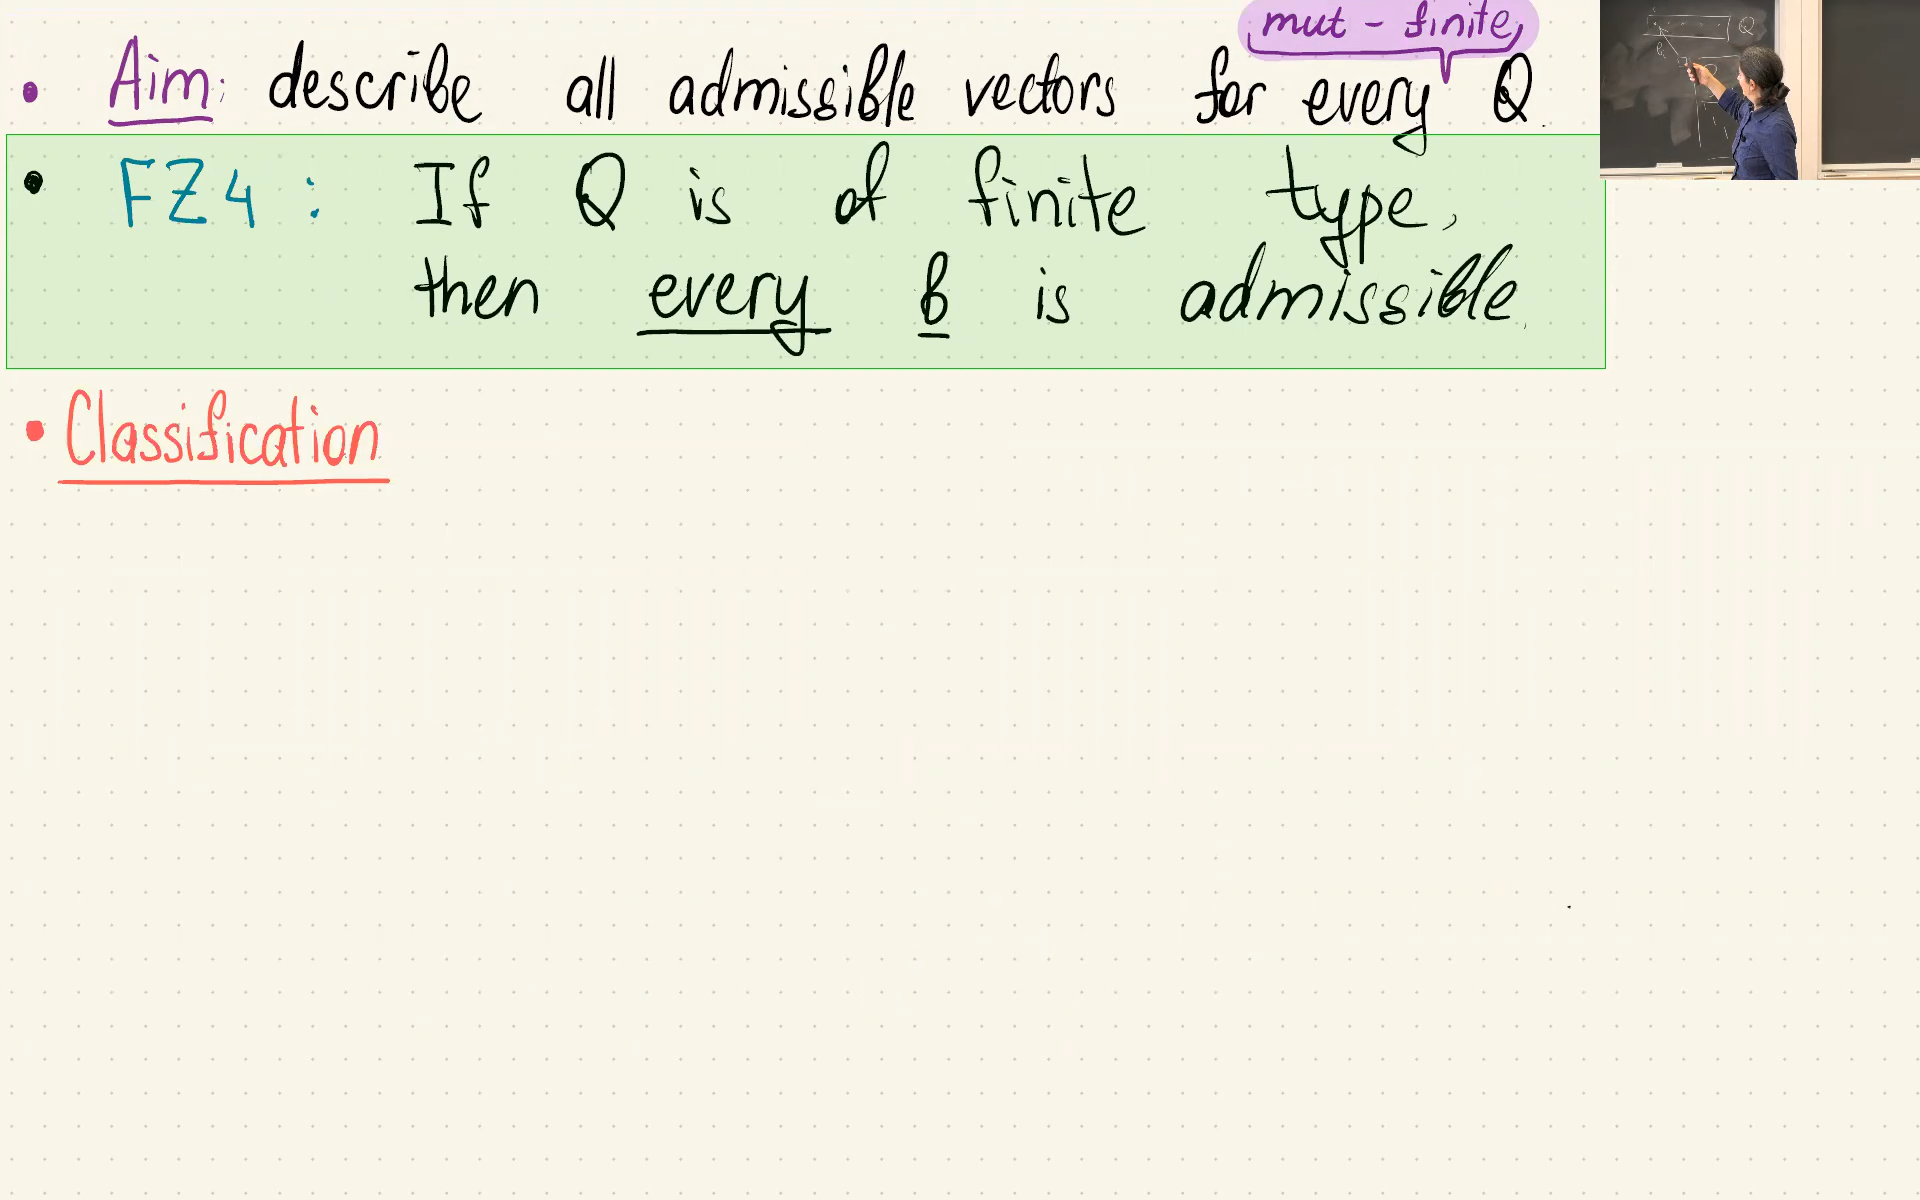 mut - finite,
• Aim: describe all admissible vectors for every Q.
• FZ4 : If Q is of finite type,
then every b is admissible.
• Classification
Q